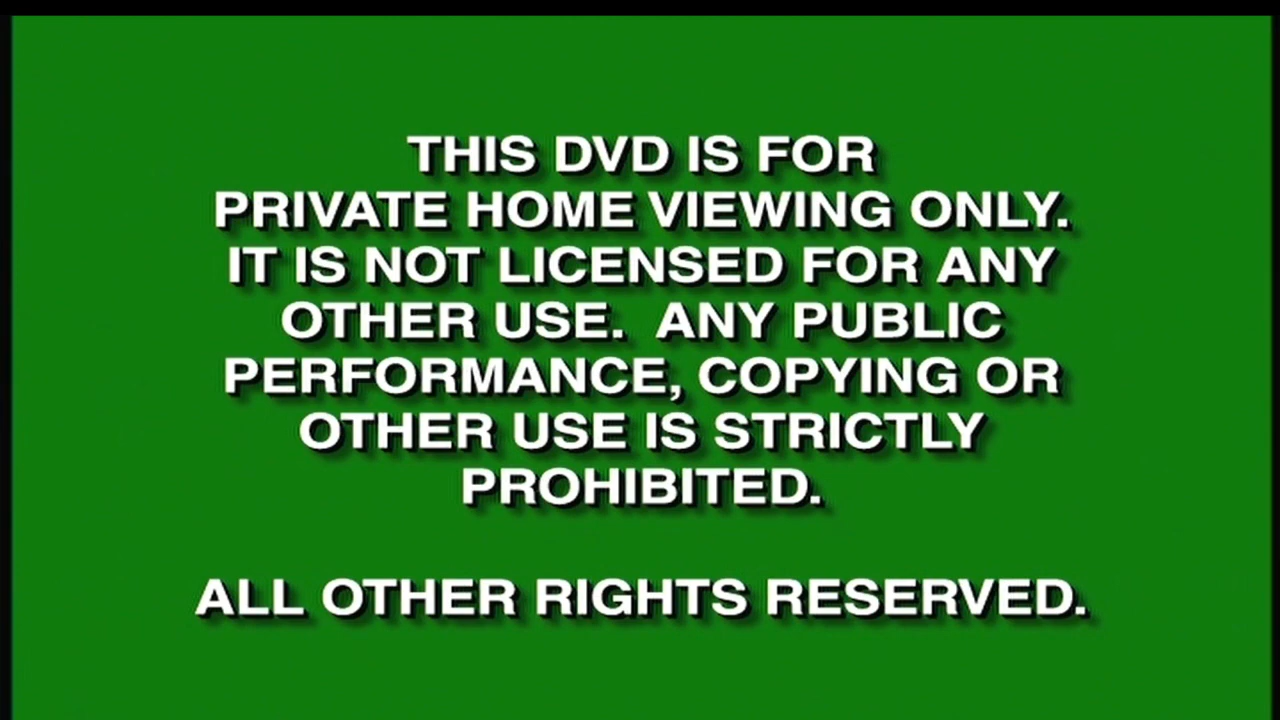 THIS DVD IS FOR
PRIVATE HOME VIEWING ONLY.
IT IS NOT LICENSED FOR ANY
OTHER USE.  ANY PUBLIC
PERFORMANCE, COPYING OR
OTHER USE IS STRICTLY
PROHIBITED.
ALL OTHER RIGHTS RESERVED.